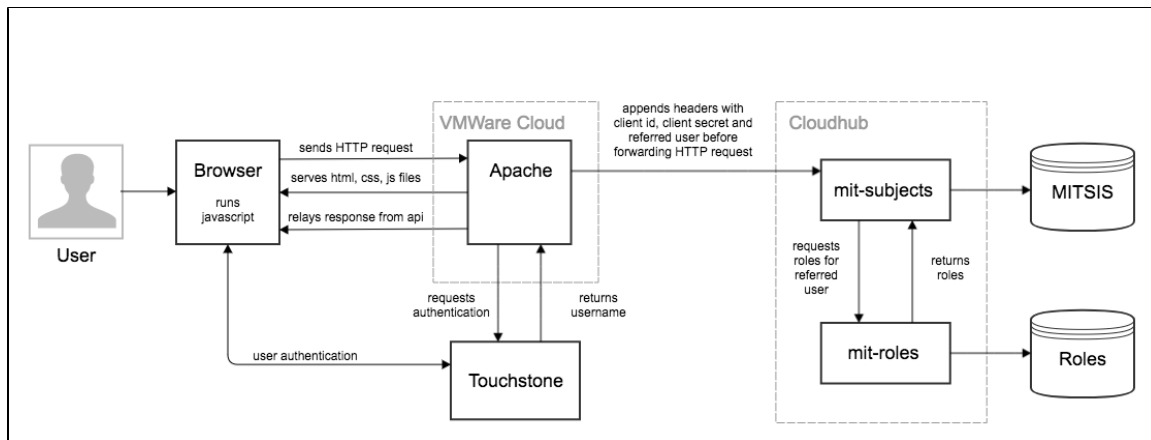 VMWare Cloud
Cloudhub
appends headers with
client id, client secret and
referred user before
forwarding HTTP request
sends HTTP request
serves html, css, js files
relays response from api
Browser
runs
javascript
Apache
User
mit-subjects
MITSIS
requests
roles for
referred
user
returns
roles
requests
authentication
returns
username
user authentication
Touchstone
mit-roles
Roles